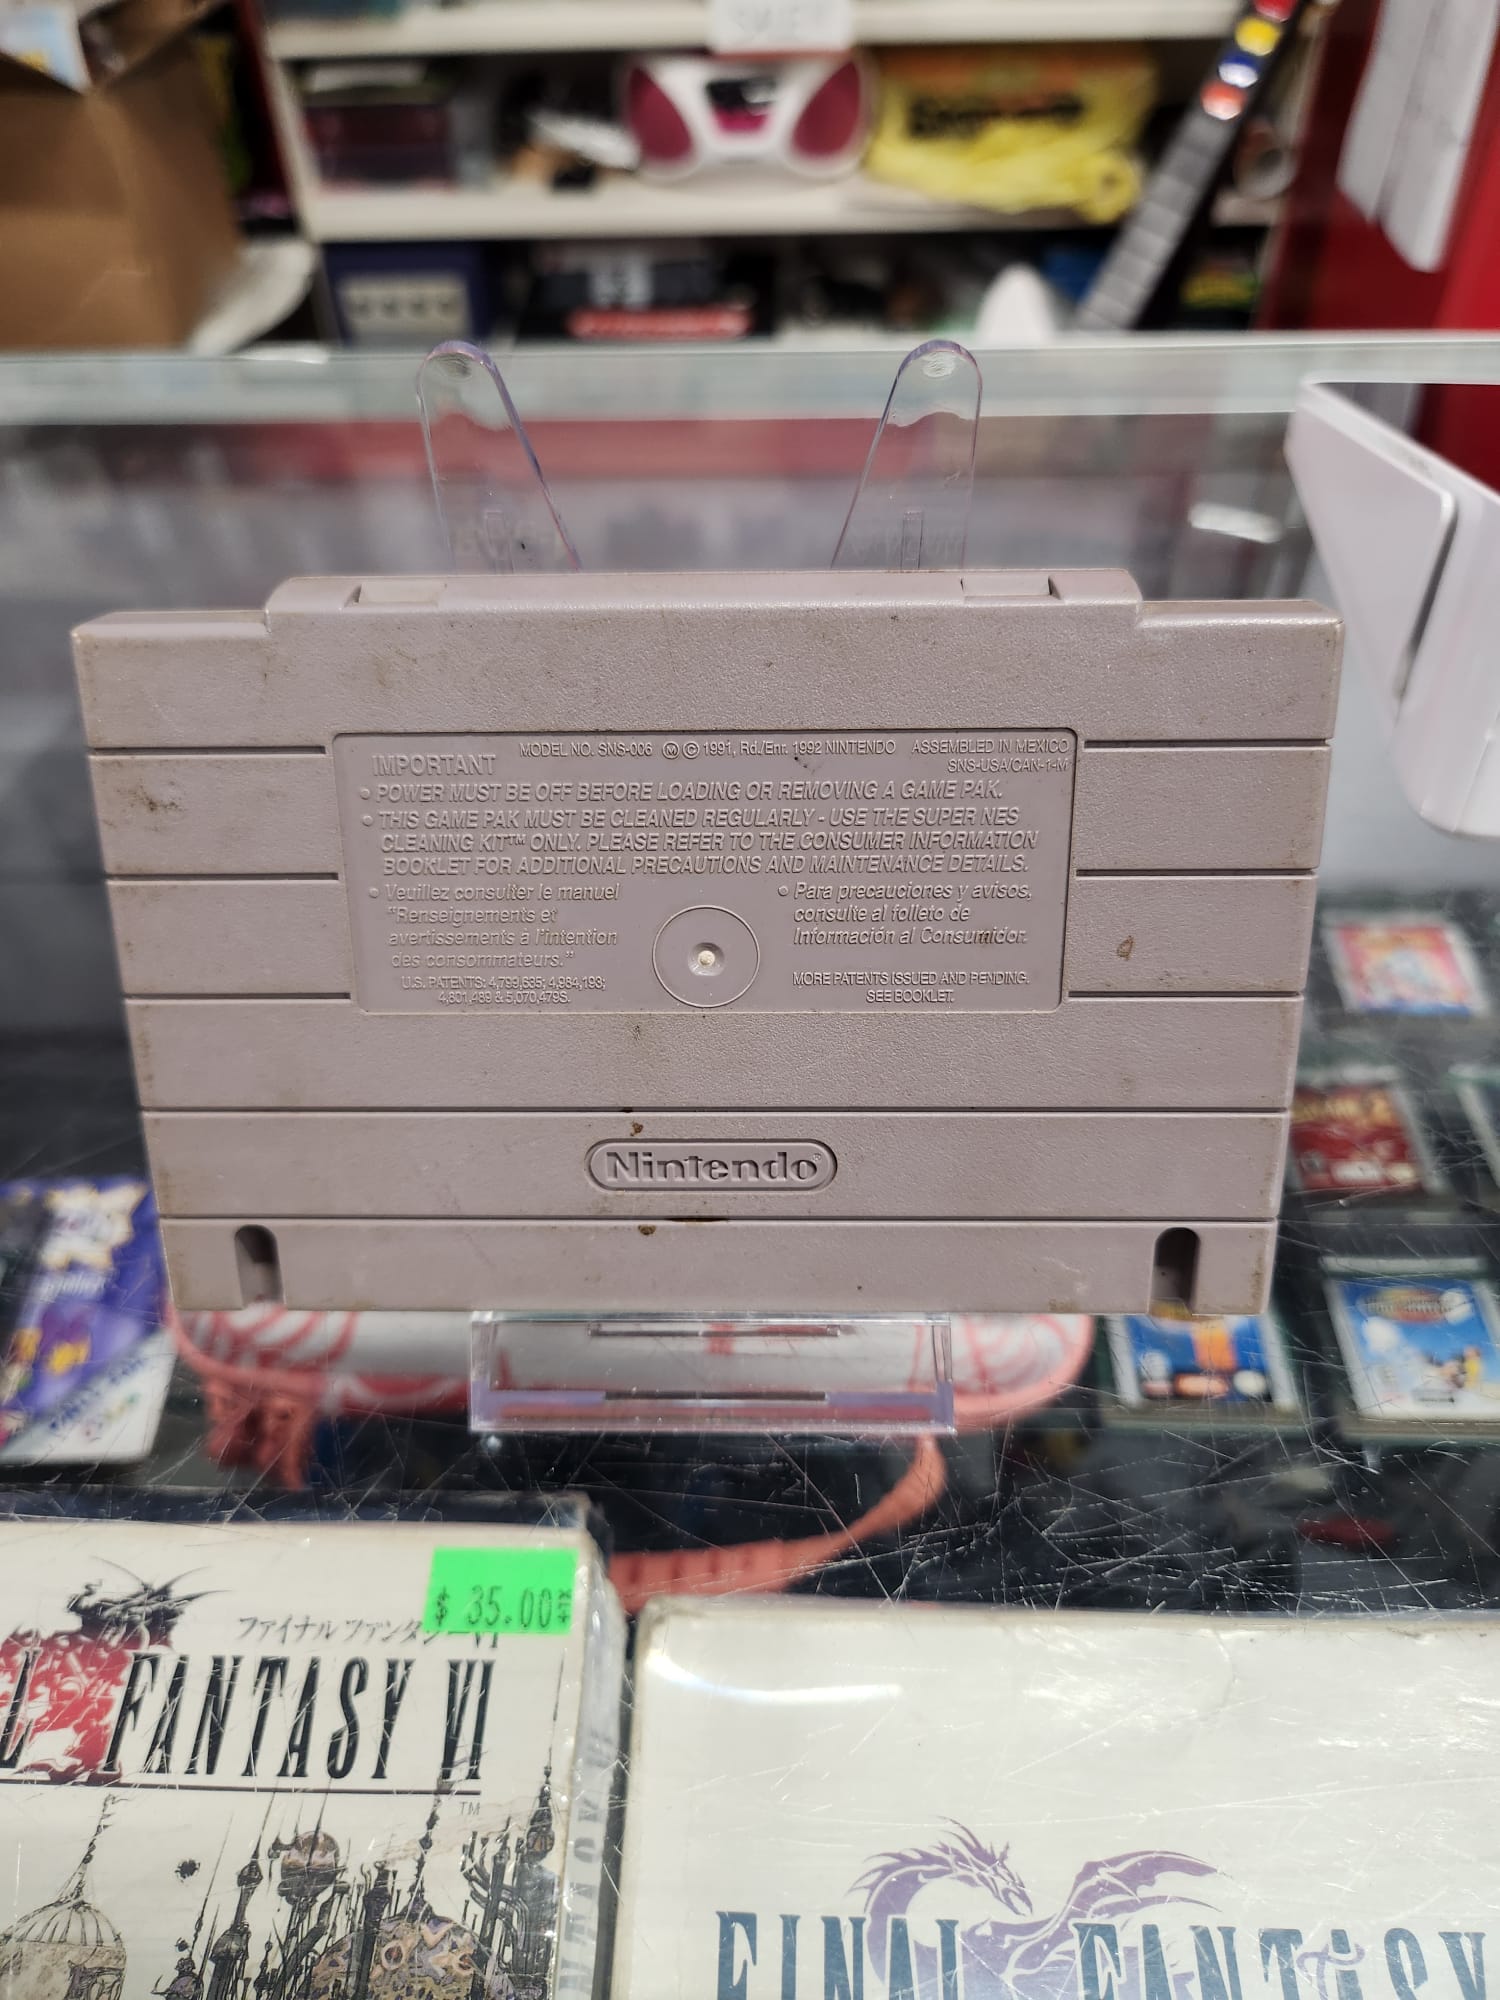 IMPORTANT
MODEL NO. SNS-006 Ⓜ © 1991, Rd./Enr. 1992 NINTENDO ASSEMBLED IN MEXICO
SNS-USA/CAN-1-M
• POWER MUST BE OFF BEFORE LOADING OR REMOVING A GAME PAK.
• THIS GAME PAK MUST BE CLEANED REGULARLY - USE THE SUPER NES
CLEANING KIT™ ONLY. PLEASE REFER TO THE CONSUMER INFORMATION
BOOKLET FOR ADDITIONAL PRECAUTIONS AND MAINTENANCE DETAILS.
• Veuillez consulter le manuel
"Renseignements et
avertissements à l'intention
des consommateurs."
U.S. PATENTS: 4,799,635; 4,984,193;
4,801,489 & 5,070,479S.
• Para precauciones y avisos,
consulte al folleto de
Información al Consumidor.
MORE PATENTS ISSUED AND PENDING.
SEE BOOKLET.
Nintendo®
$ 35.00
ファイナルファンタジーVI
L FANTASY VI
TM
FINAL FANTASY